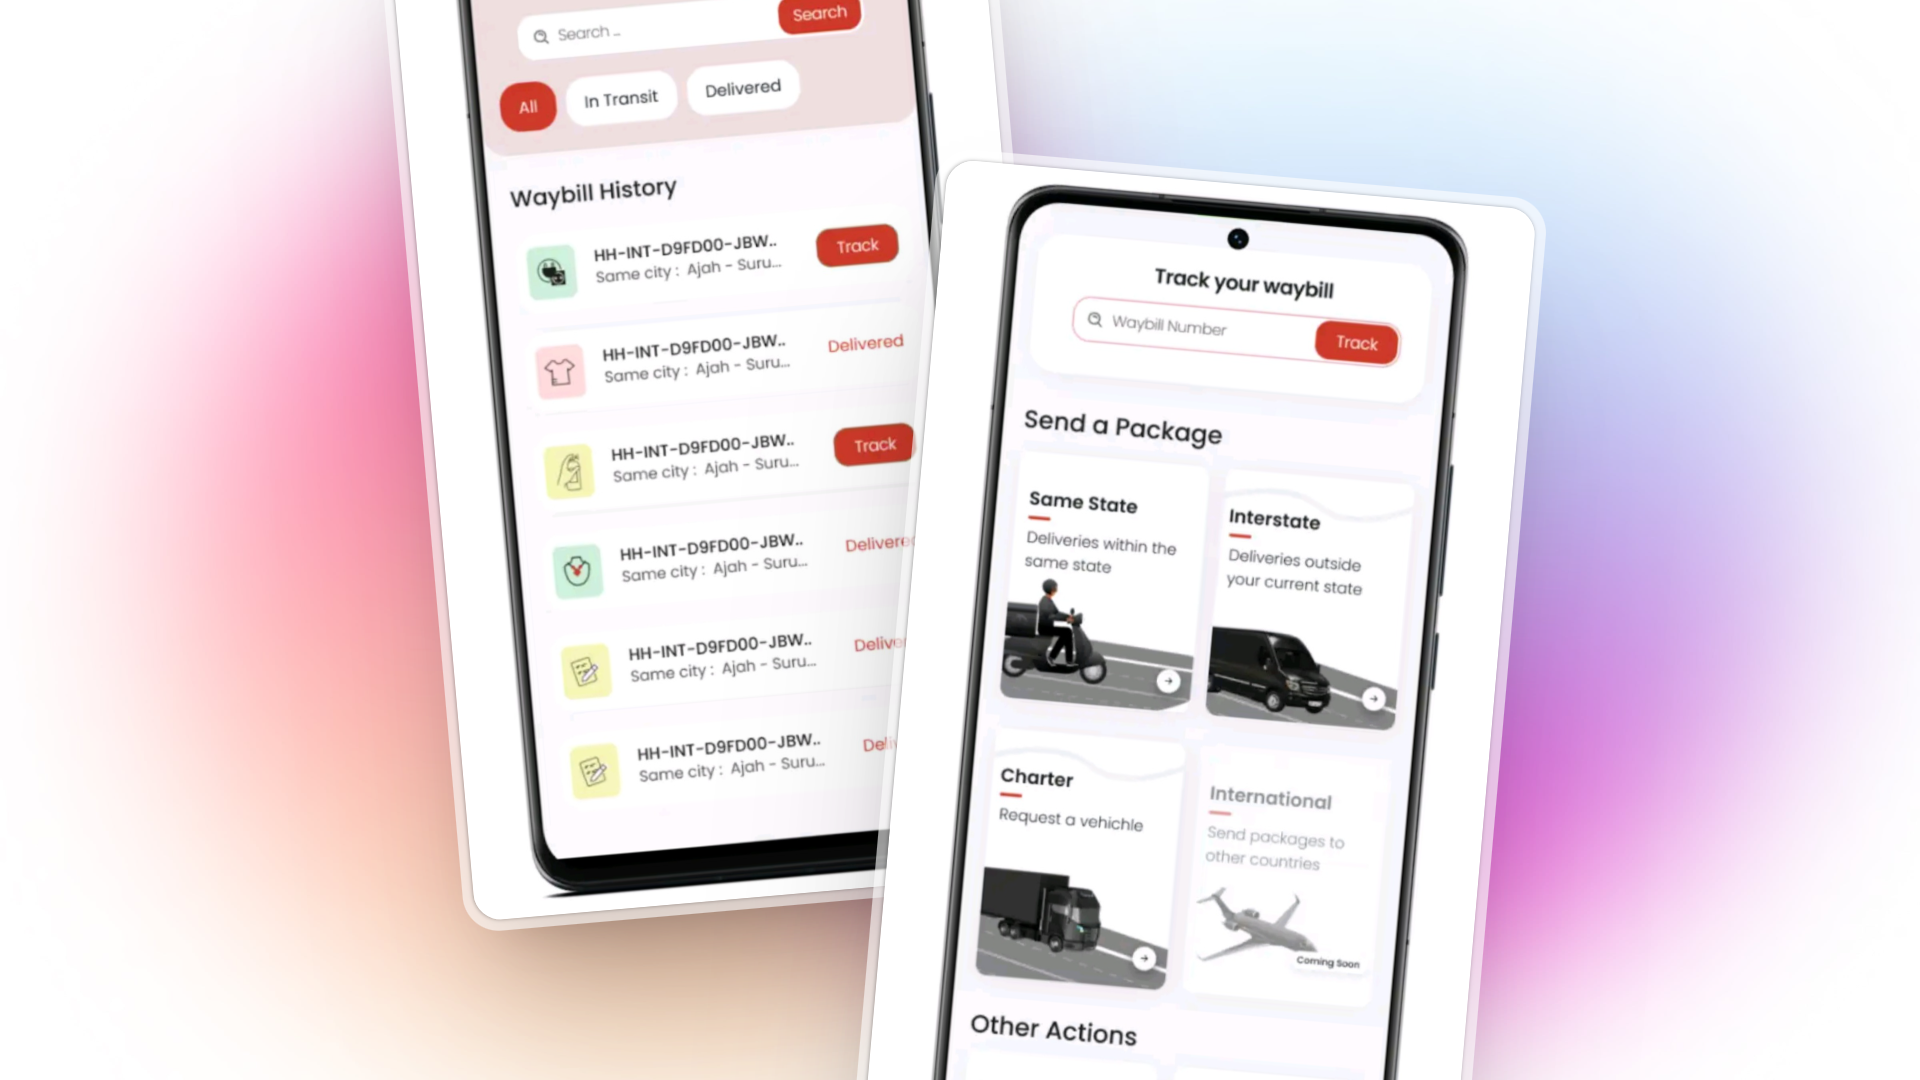 Search ..
Search
All
In Transit
Delivered
Waybill History
HH-INT-D9FD00-JBW..
Same city : Ajah - Suru...
Track
HH-INT-D9FD00-JBW..
Same city : Ajah - Suru...
Delivered
HH-INT-D9FD00-JBW..
Same city : Ajah - Suru...
Track
HH-INT-D9FD00-JBW..
Same city : Ajah - Suru...
Delivered
HH-INT-D9FD00-JBW..
Same city : Ajah - Suru...
Delive
HH-INT-D9FD00-JBW..
Same city : Ajah - Suru...
Deli
Track your waybill
Waybill Number
Track
Send a Package
Same State
Deliveries within the
same state
Interstate
Deliveries outside
your current state
Charter
Request a vehichle
International
Send packages to
other countries
Coming Soon
Other Actions